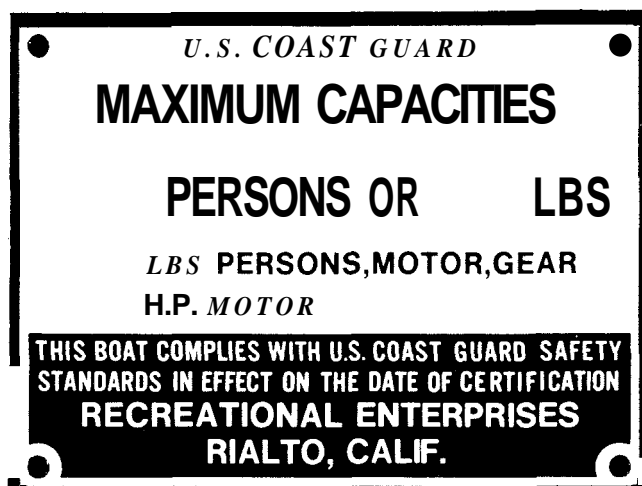 U.S. COAST GUARD
MAXIMUM CAPACITIES
PERSONS OR LBS
LBS PERSONS,MOTOR,GEAR
H.P. MOTOR
THIS BOAT COMPLIES WITH U.S. COAST GUARD SAFETY
STANDARDS IN EFFECT ON THE DATE OF CERTIFICATION
RECREATIONAL ENTERPRISES
RIALTO, CALIF.